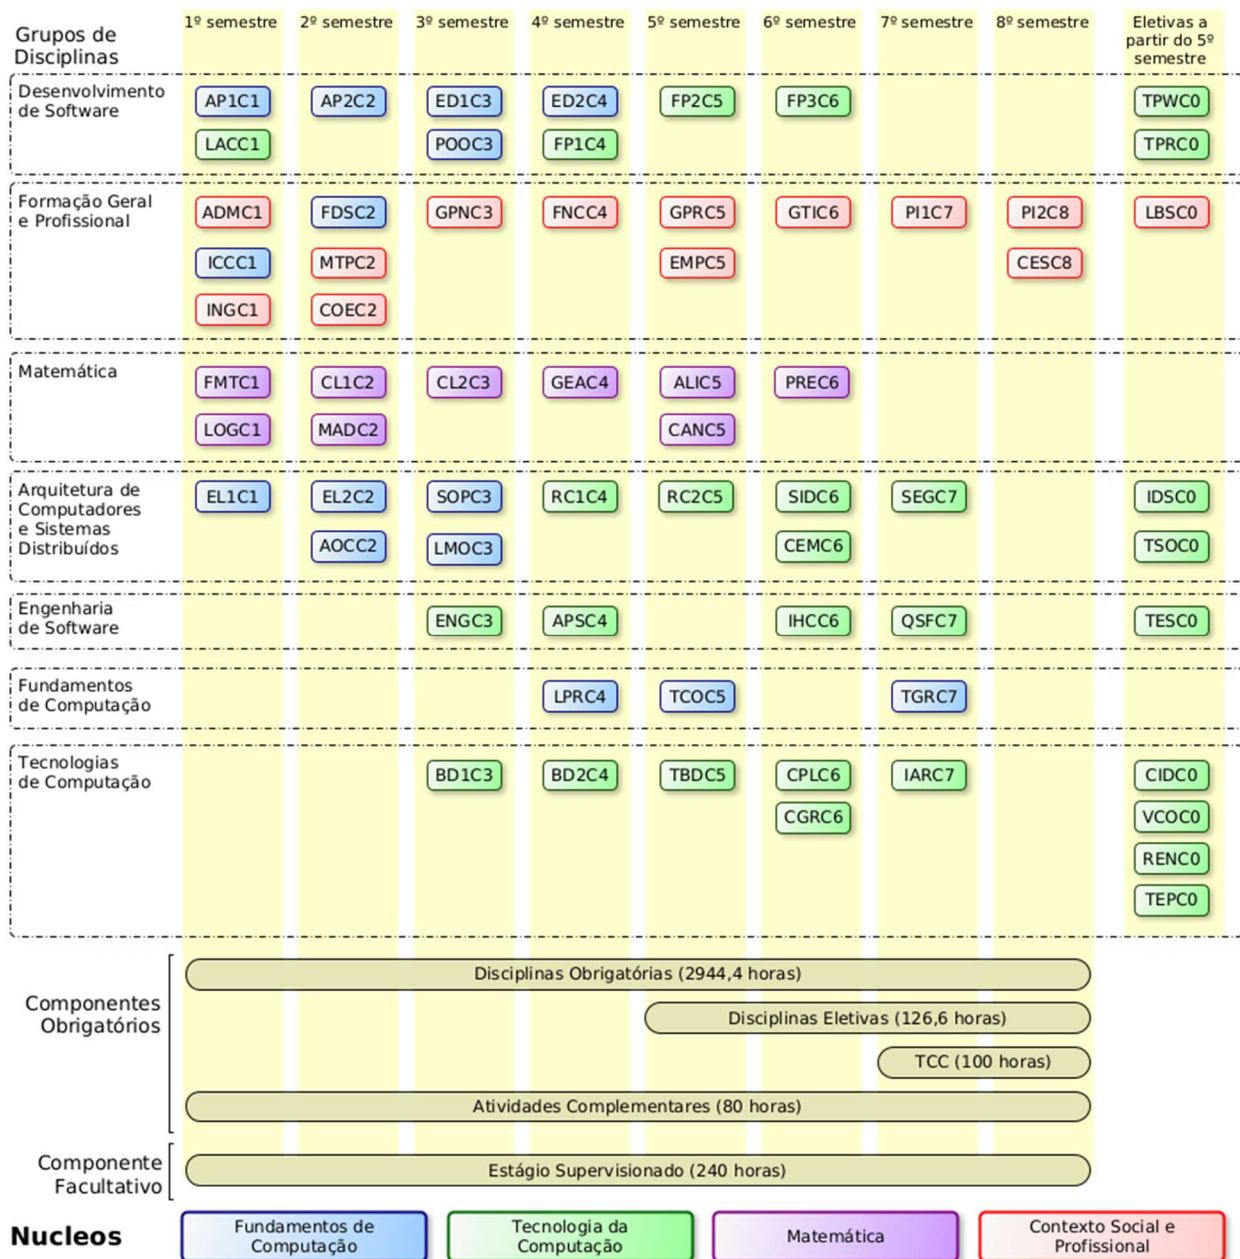 Grupos de
Disciplinas
1º semestre
2º semestre
3º semestre
4º semestre
5º semestre
6º semestre
7º semestre
8º semestre
Eletivas a
partir do 5º
semestre
Desenvolvimento
de Software
AP1C1
AP2C2
ED1C3
ED2C4
FP2C5
FP3C6
TPWC0
LACC1
POOC3
FP1C4
TPRC0
Formação Geral
e Profissional
ADMC1
FDSC2
GPNC3
FNCC4
GPRC5
GTIC6
PI1C7
PI2C8
LBSC0
ICCC1
MTPC2
EMPC5
CESC8
INGC1
COEC2
Matemática
FMTC1
CL1C2
CL2C3
GEAC4
ALIC5
PREC6
LOGC1
MADC2
CANC5
Arquitetura de
Computadores
e Sistemas
Distribuídos
EL1C1
EL2C2
SOPC3
RC1C4
RC2C5
SIDC6
SEGC7
IDSC0
AOCC2
LMOC3
CEMC6
TSOC0
Engenharia
de Software
ENGC3
APSC4
IHCC6
QSFC7
TESC0
Fundamentos
de Computação
LPRC4
TCOC5
TGRC7
Tecnologias
de Computação
BD1C3
BD2C4
TBDC5
CPLC6
IARC7
CIDC0
CGRC6
VCOC0
RENC0
TEPC0
Componentes
Obrigatórios
Disciplinas Obrigatórias (2944,4 horas)
Disciplinas Eletivas (126,6 horas)
TCC (100 horas)
Atividades Complementares (80 horas)
Componente
Facultativo
Estágio Supervisionado (240 horas)
Nucleos
Fundamentos de
Computação
Tecnologia da
Computação
Matemática
Contexto Social e
Profissional